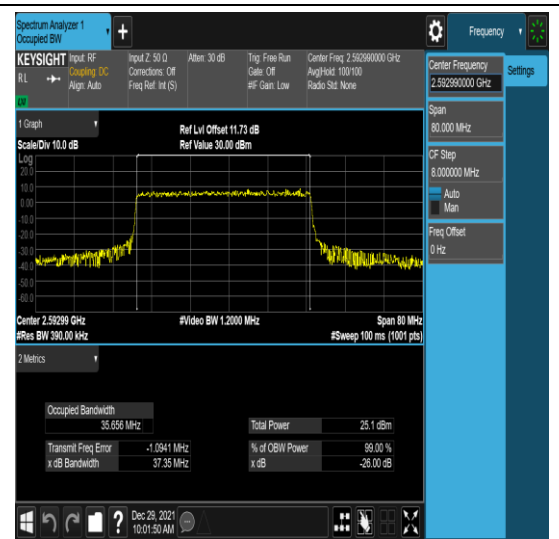 Spectrum Analyzer 1
Occupied BW
+
Frequency
KEYSIGHT
Input: RF
Input Z: 50 Ω
Atten: 30 dB
Trig: Free Run
Center Freq: 2.592990000 GHz
RL
Coupling: DC
Corrections: Off
Gate: Off
Avg|Hold: 100/100
Align: Auto
Freq Ref: Int (S)
#IF Gain: Low
Radio Std: None
Center Frequency
2.592990000 GHz
Settings
Span
80.000 MHz
CF Step
8.000000 MHz
Auto
Man
Freq Offset
0 Hz
1 Graph
Scale/Div 10.0 dB
Ref Lvl Offset 11.73 dB
Ref Value 30.00 dBm
Log
20.0
10.0
0.00
-10.0
-20.0
-30.0
-40.0
-50.0
-60.0
Center 2.59299 GHz
#Video BW 1.2000 MHz
Span 80 MHz
#Res BW 390.00 kHz
#Sweep 100 ms (1001 pts)
2 Metrics
Occupied Bandwidth
35.656 MHz
Total Power 25.1 dBm
Transmit Freq Error -1.0941 MHz
% of OBW Power 99.00 %
x dB Bandwidth 37.35 MHz
x dB -26.00 dB
?
Dec 29, 2021
10:01:50 AM